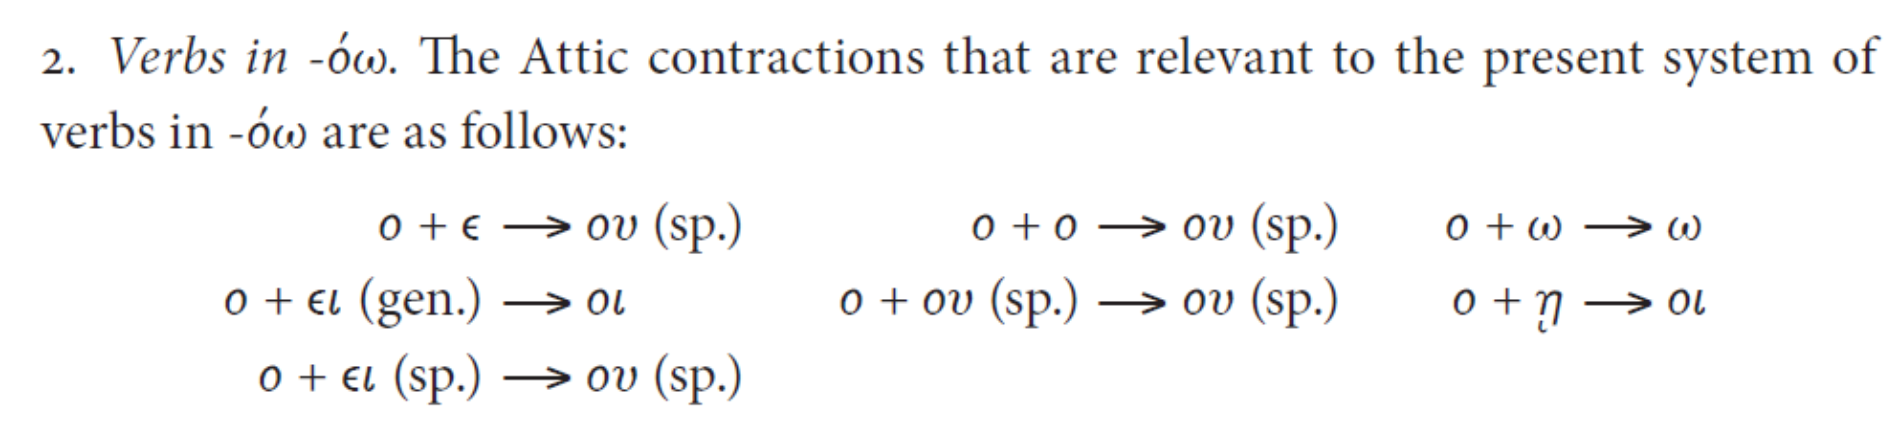 2. Verbs in -όω. The Attic contractions that are relevant to the present system of
verbs in -όω are as follows:
ο + ε → ου (sp.) ο + ο → ου (sp.) ο + ω → ω
ο + ει (gen.) → οι ο + ου (sp.) → ου (sp.) ο + ῃ → οι
ο + ει (sp.) → ου (sp.)